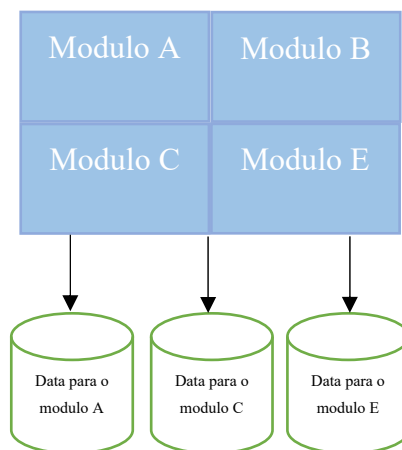 Modulo A
Modulo B
Modulo C
Modulo E
Data para o
modulo A
Data para o
modulo C
Data para o
modulo E